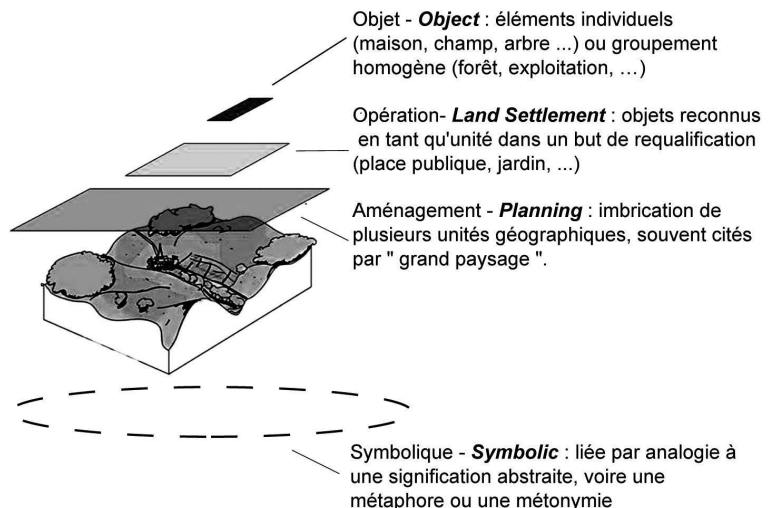 Objet - Object : éléments individuels
(maison, champ, arbre ...) ou groupement
homogène (forêt, exploitation, ...)
Opération- Land Settlement : objets reconnus
en tant qu'unité dans un but de requalification
(place publique, jardin, ...)
Aménagement - Planning : imbrication de
plusieurs unités géographiques, souvent cités
par " grand paysage ".
Symbolique - Symbolic : liée par analogie à
une signification abstraite, voire une
métaphore ou une métonymie